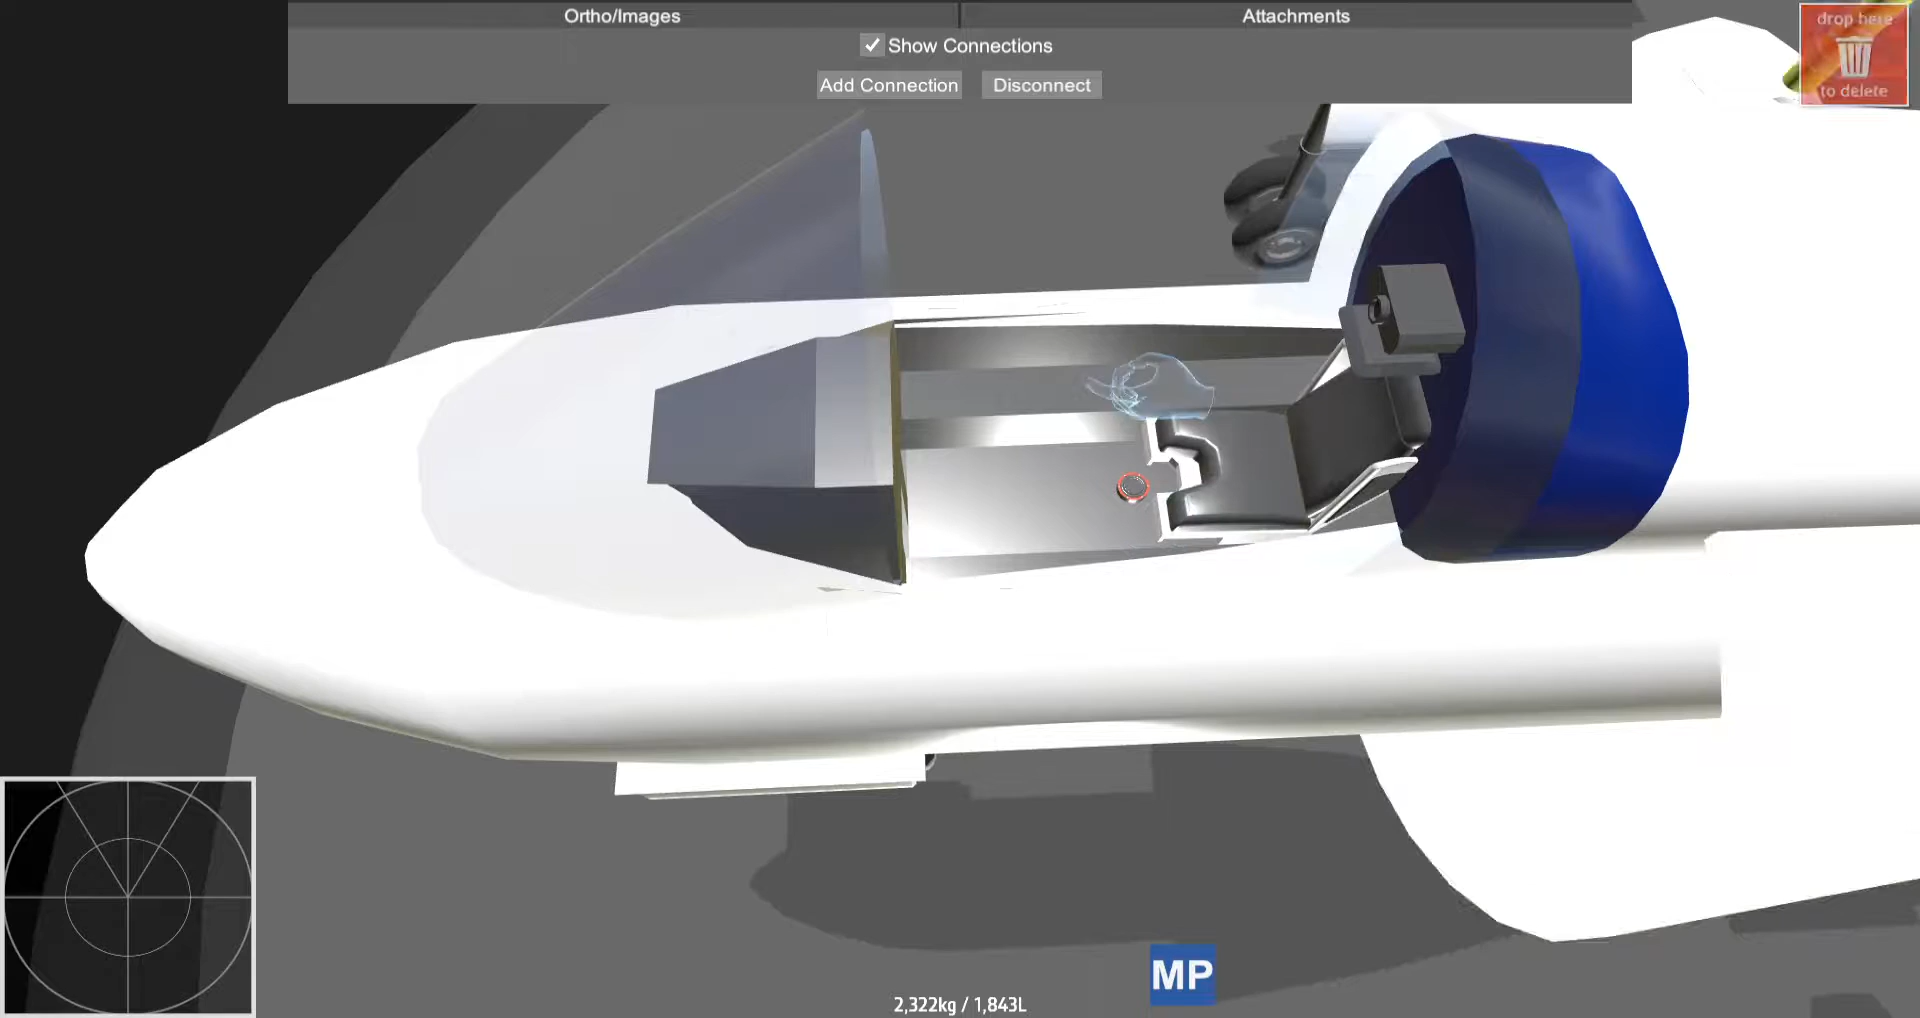 Ortho/Images
Attachments
Show Connections
Add Connection
Disconnect
drop here
to delete
MP
2,322kg / 1,843L